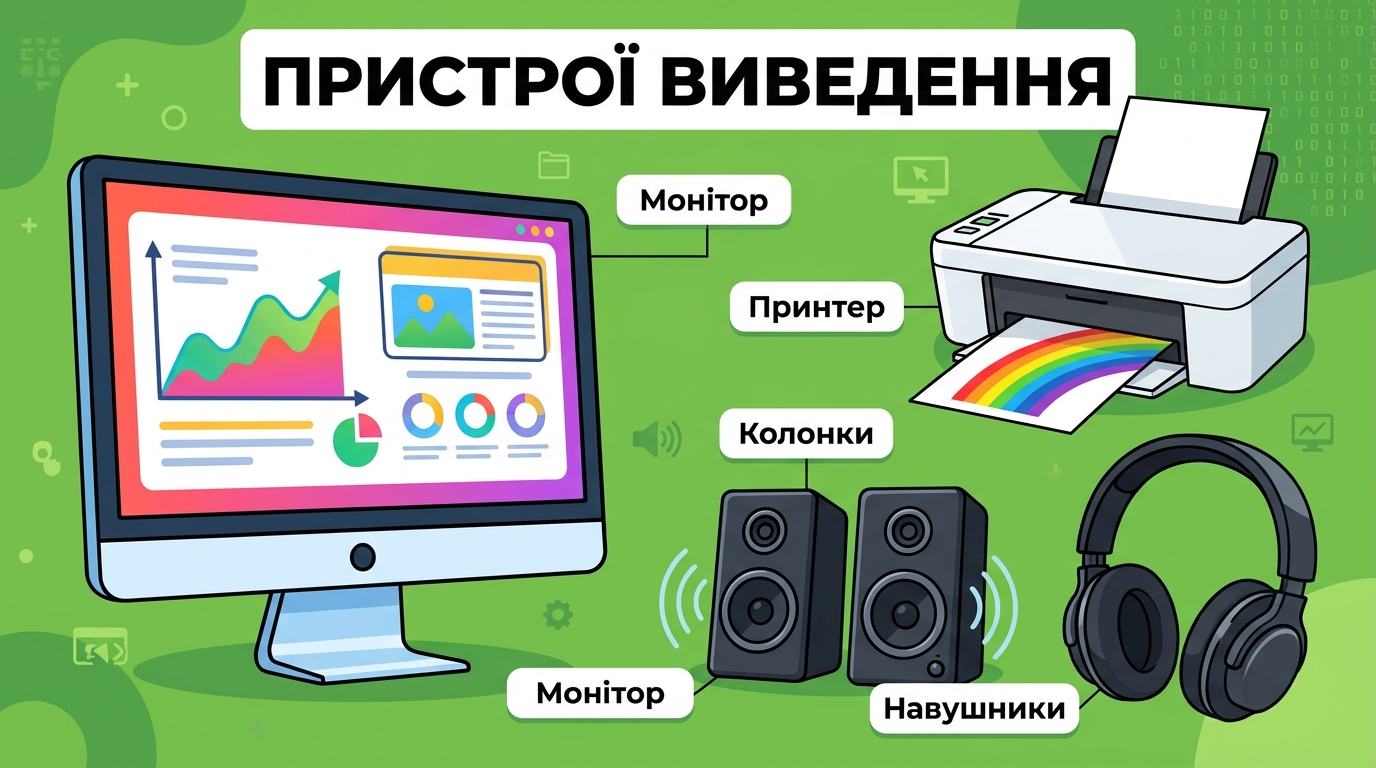 ПРИСТРОЇ ВИВЕДЕННЯ
Монітор
Принтер
Колонки
Монітор
Навушники